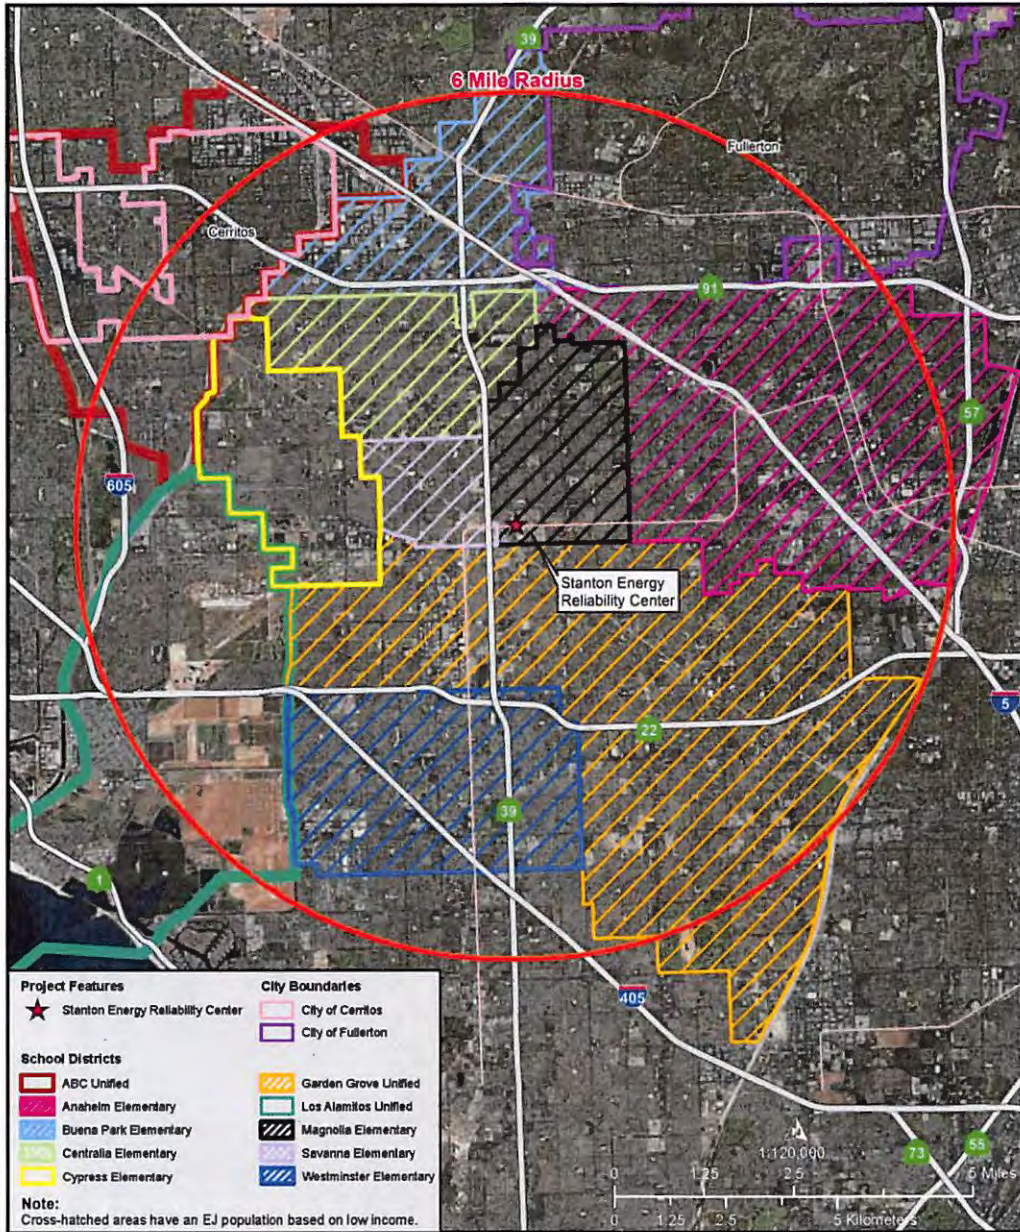 39
6 Mile Radius
Fullerton
Cerritos
91
57
605
Stanton Energy
Reliability Center
5
22
39
1
405
73
55
Project Features
Stanton Energy Reliability Center
City Boundaries
City of Cerritos
City of Fullerton
School Districts
ABC Unified
Anaheim Elementary
Buena Park Elementary
Centralia Elementary
Cypress Elementary
Garden Grove Unified
Los Alamitos Unified
Magnolia Elementary
Savanna Elementary
Westminster Elementary
Note:
Cross-hatched areas have an EJ population based on low income.
1:120,000
0 1.25 2.5 5 Miles
0 1.25 2.5 5 Kilometers